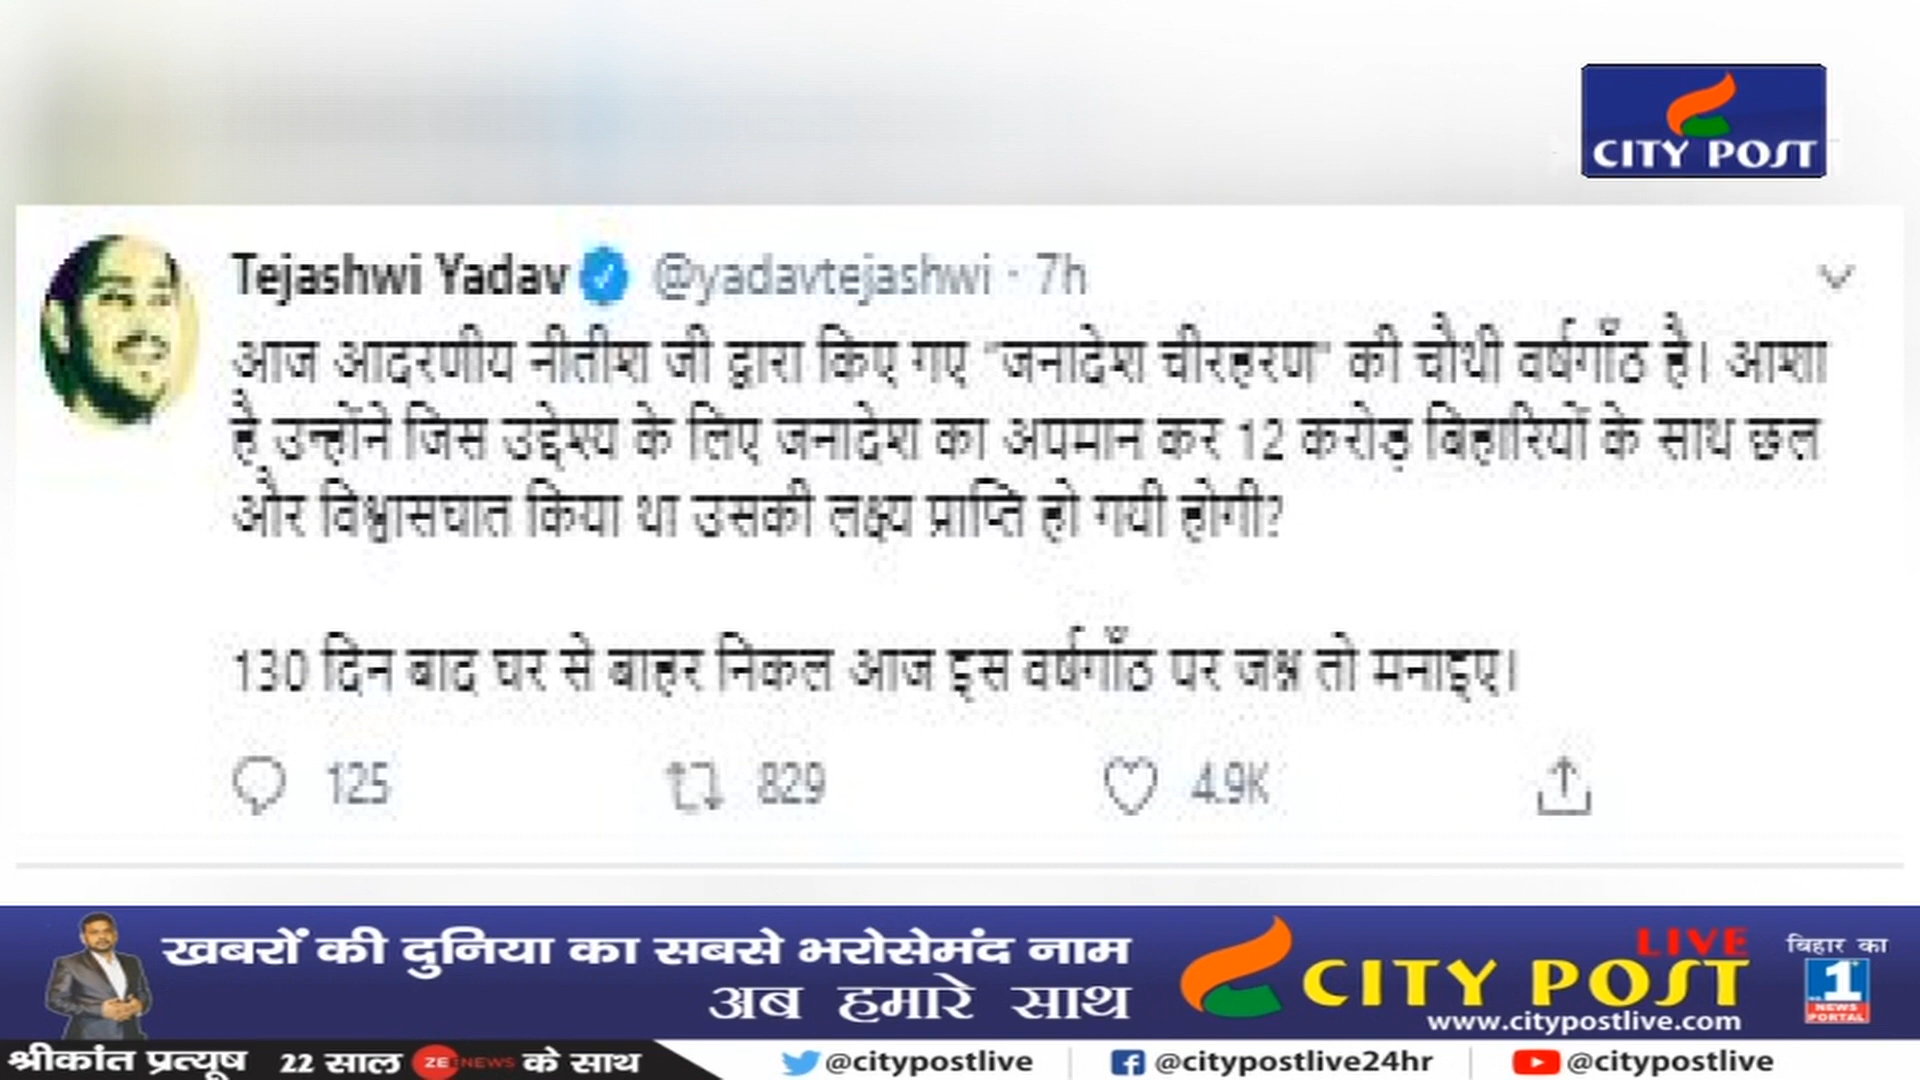 CITY POST
Tejashwi Yadav @yadavtejashwi · 7h
आज आदरणीय नीतीश जी द्वारा किए गए "जनादेश चीरहरण" की चौथी वर्षगाँठ है। आशा
है उन्होंने जिस उद्देश्य के लिए जनादेश का अपमान कर 12 करोड़ बिहारियों के साथ छल
और विश्वासघात किया था उसकी लक्ष्य प्राप्ति हो गयी होगी?
130 दिन बाद घर से बाहर निकल आज इस वर्षगाँठ पर जश्न तो मनाइए।
125 829 4.9K
खबरों की दुनिया का सबसे भरोसेमंद नाम
अब हमारे साथ
LIVE
CITY POST
www.citypostlive.com
बिहार का
1
NEWS
PORTAL
श्रीकांत प्रत्यूष 22 साल ZEE NEWS के साथ
@citypostlive @citypostlive24hr @citypostlive